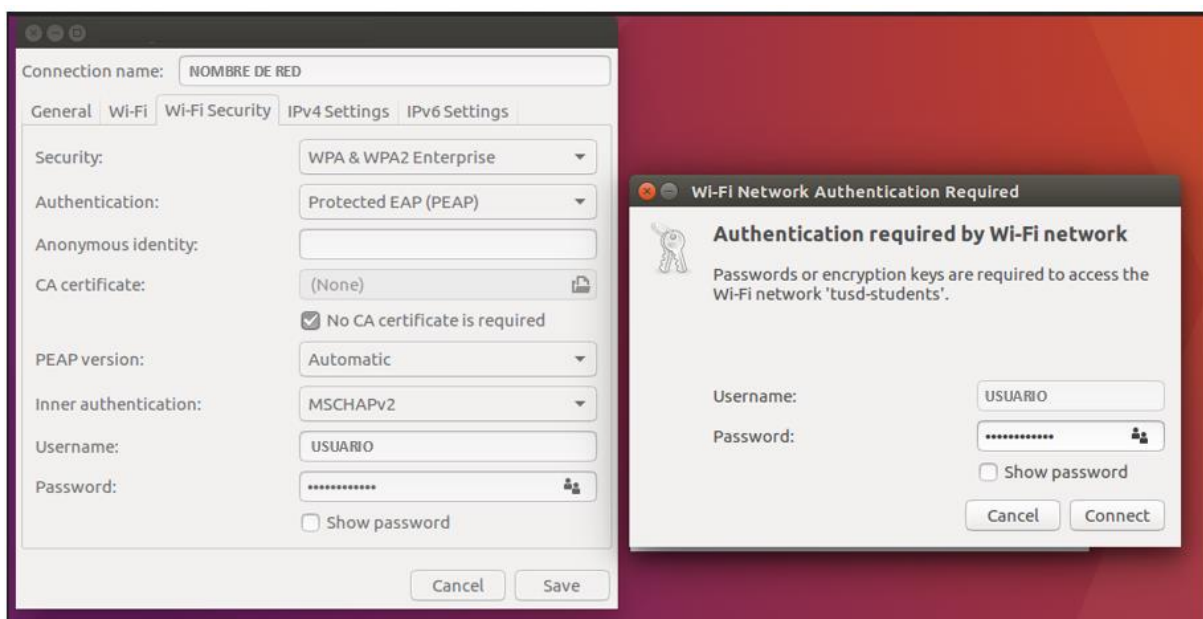 Connection name: NOMBRE DE RED
General Wi-Fi Wi-Fi Security IPv4 Settings IPv6 Settings
Security: WPA & WPA2 Enterprise
Authentication: Protected EAP (PEAP)
Anonymous identity:
CA certificate: (None)
No CA certificate is required
PEAP version: Automatic
Inner authentication: MSCHAPv2
Username: USUARIO
Password: ••••••••••••
Show password
Cancel Save
Wi-Fi Network Authentication Required
Authentication required by Wi-Fi network
Passwords or encryption keys are required to access the
Wi-Fi network 'tusd-students'.
Username: USUARIO
Password: ••••••••••••
Show password
Cancel Connect